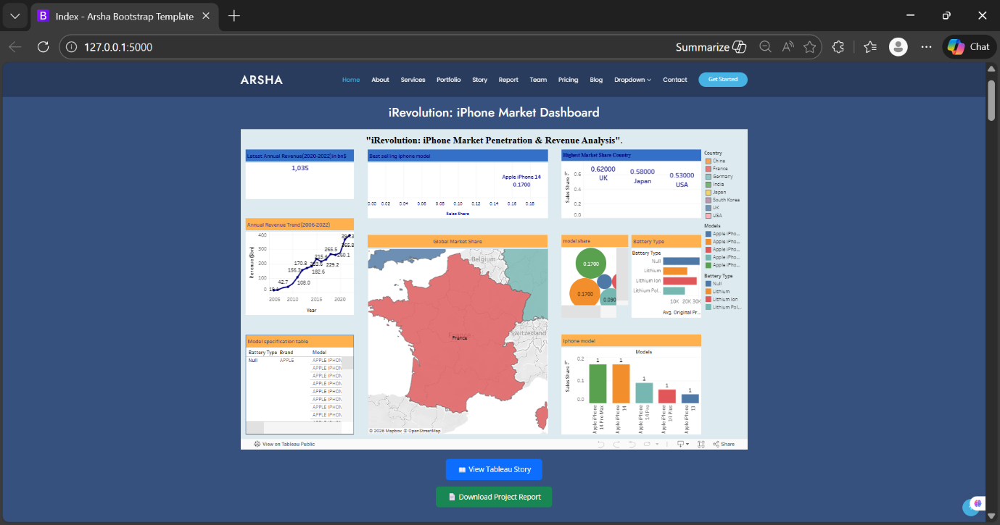 Index - Arsha Bootstrap Template
127.0.0.1:5000
Summarize
Chat
ARSHA
Home About Services Portfolio Story Report Team Pricing Blog Dropdown Contact Get Started
iRevolution: iPhone Market Dashboard
"iRevolution: iPhone Market Penetration & Revenue Analysis".
Latest Annual Revenue(2020-2022)in bn$
1,035
Best selling iphone model
Apple iPhone 14
0.1700
0.00 0.02 0.04 0.06 0.08 0.10 0.12 0.14 0.16 0.18
Sales Share
Highest Market Share Country
Sales Share
0.6
0.4
0.2
0.0
0.62000
UK
0.58000
Japan
0.53000
USA
Country
China
France
Germany
India
Japan
South Korea
UK
USA
Models
Apple iPho...
Apple iPho...
Apple iPho...
Apple iPho...
Apple iPho...
Battery Type
Null
Lithium
Lithium Ion
Lithium Pol...
Annual Revenue Trend(2006-2022)
Revenue ($bn)
400
300
200
100
0
42.7
108.0
156.3
170.8
182.6
215.4
229.2
265.5
260.1
365.8
2005 2010 2015 2020
Year
Global Market Share
Belgium
France
Switzerland
© 2026 Mapbox © OpenStreetMap
model share
0.1700
0.1700
0.090
Battery Type
Battery Type
Null
Lithium
Lithium Ion
Lithium Pol..
10K 20K 30K
Avg. Original Pr...
Model specification table
Battery Type Brand Model
Null APPLE APPLE IPHON
APPLE IPHON
APPLE IPHON
APPLE IPHON
APPLE IPHON
APPLE IPHON
APPLE IPHON
APPLE IPHON
iphone model
Models
Sales Share
0.2
0.1
0.0
1
1
1
1
1
Apple iPhone 14 Pro Max
Apple iPhone 14
Apple iPhone 14 Pro
Apple iPhone 14 Plus
Apple iPhone 13
View on Tableau Public
Share
View Tableau Story
Download Project Report